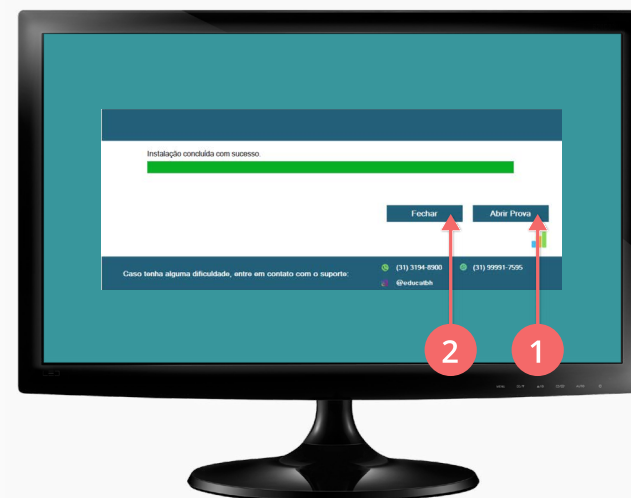 Instalação concluída com sucesso.
Fechar
Abrir Prova
Caso tenha alguma dificuldade, entre em contato com o suporte:
(31) 3194-8900
(31) 99991-7595
@educatbh
2
1